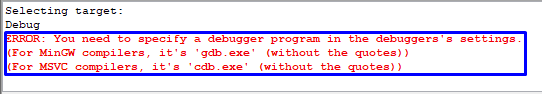 Selecting target:
Debug
ERROR: You need to specify a debugger program in the debuggers's settings.
(For MinGW compilers, it's 'gdb.exe' (without the quotes))
(For MSVC compilers, it's 'cdb.exe' (without the quotes))